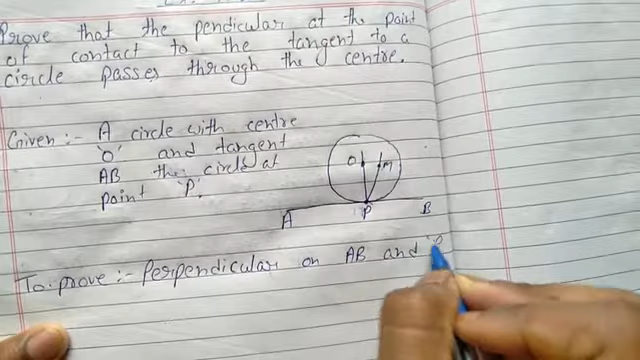 Prove that the pendicular at the point
of contact to the tangent to a
circle passes through the centre.
Given :- A circle with centre
'O' and tangent
AB the circle at
point 'P'.
O
M
A
P
B
To prove :- Perpendicular on AB and